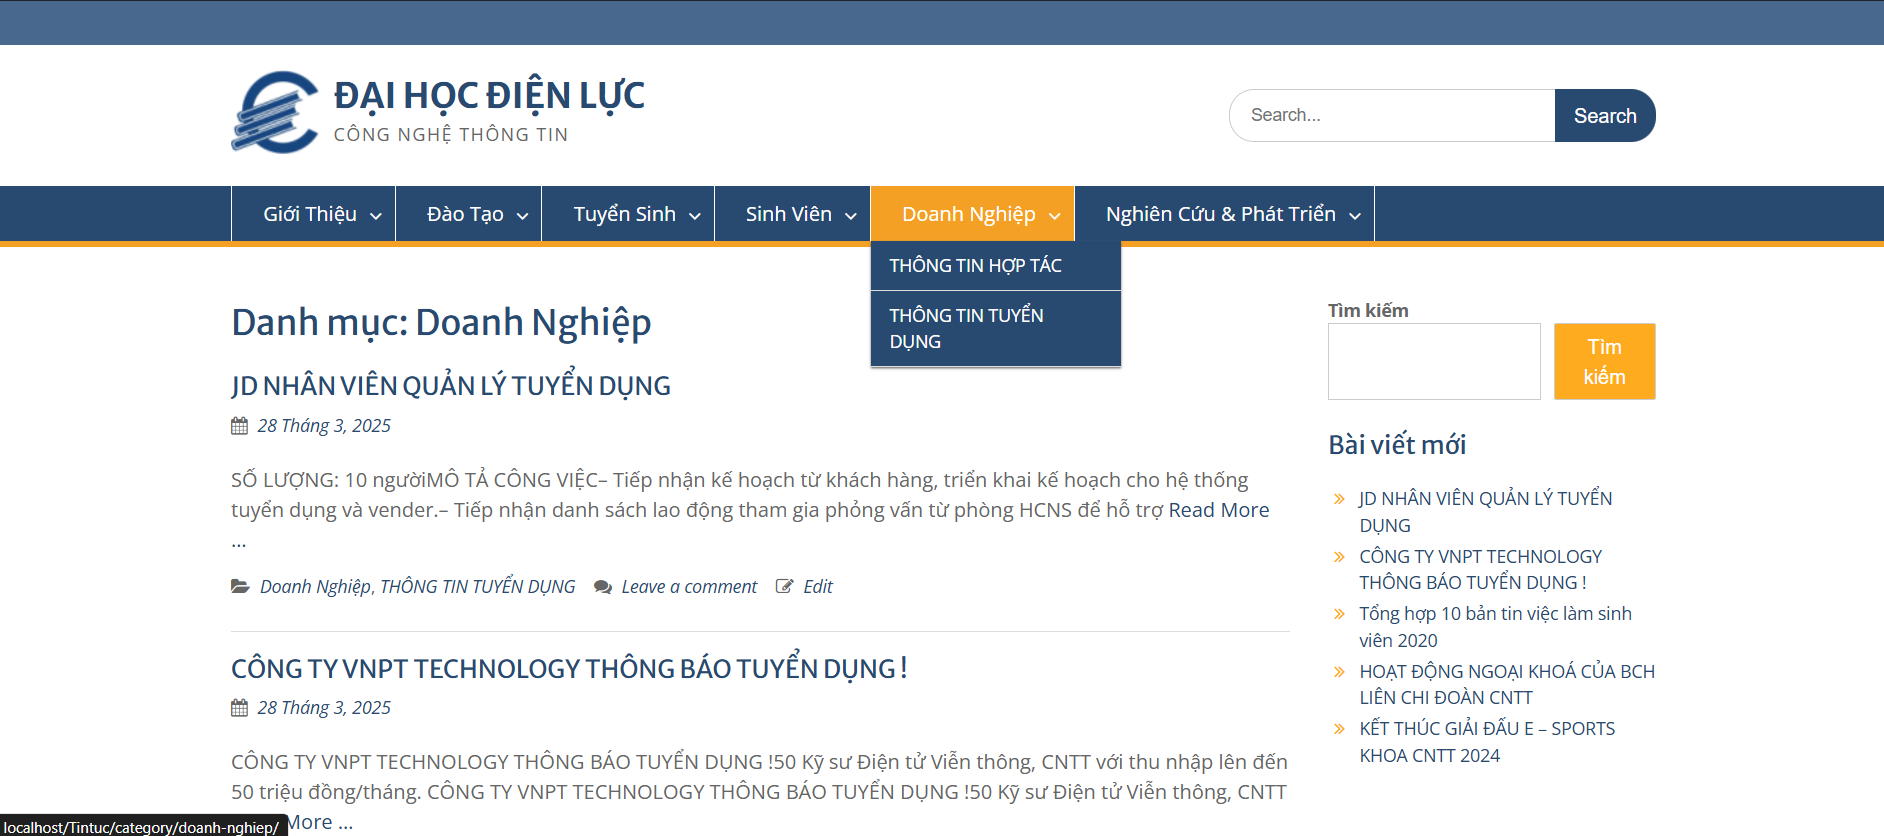 ĐẠI HỌC ĐIỆN LỰC
CÔNG NGHỆ THÔNG TIN
Search...
Search
Giới Thiệu
Đào Tạo
Tuyển Sinh
Sinh Viên
Doanh Nghiệp
Nghiên Cứu & Phát Triển
THÔNG TIN HỢP TÁC
THÔNG TIN TUYỂN
DỤNG
Danh mục: Doanh Nghiệp
JD NHÂN VIÊN QUẢN LÝ TUYỂN DỤNG
28 Tháng 3, 2025
SỐ LƯỢNG: 10 ngườiMÔ TẢ CÔNG VIỆC– Tiếp nhận kế hoạch từ khách hàng, triển khai kế hoạch cho hệ thống
tuyển dụng và vender.– Tiếp nhận danh sách lao động tham gia phỏng vấn từ phòng HCNS để hỗ trợ Read More
...
Doanh Nghiệp, THÔNG TIN TUYỂN DỤNG
Leave a comment
Edit
CÔNG TY VNPT TECHNOLOGY THÔNG BÁO TUYỂN DỤNG !
28 Tháng 3, 2025
CÔNG TY VNPT TECHNOLOGY THÔNG BÁO TUYỂN DỤNG !50 Kỹ sư Điện tử Viễn thông, CNTT với thu nhập lên đến
50 triệu đồng/tháng. CÔNG TY VNPT TECHNOLOGY THÔNG BÁO TUYỂN DỤNG !50 Kỹ sư Điện tử Viễn thông, CNTT
More ...
Tìm kiếm
Tìm
kiếm
Bài viết mới
JD NHÂN VIÊN QUẢN LÝ TUYỂN
DỤNG
CÔNG TY VNPT TECHNOLOGY
THÔNG BÁO TUYỂN DỤNG !
Tổng hợp 10 bản tin việc làm sinh
viên 2020
HOẠT ĐỘNG NGOẠI KHOÁ CỦA BCH
LIÊN CHI ĐOÀN CNTT
KẾT THÚC GIẢI ĐẤU E – SPORTS
KHOA CNTT 2024
localhost/Tintuc/category/doanh-nghiep/